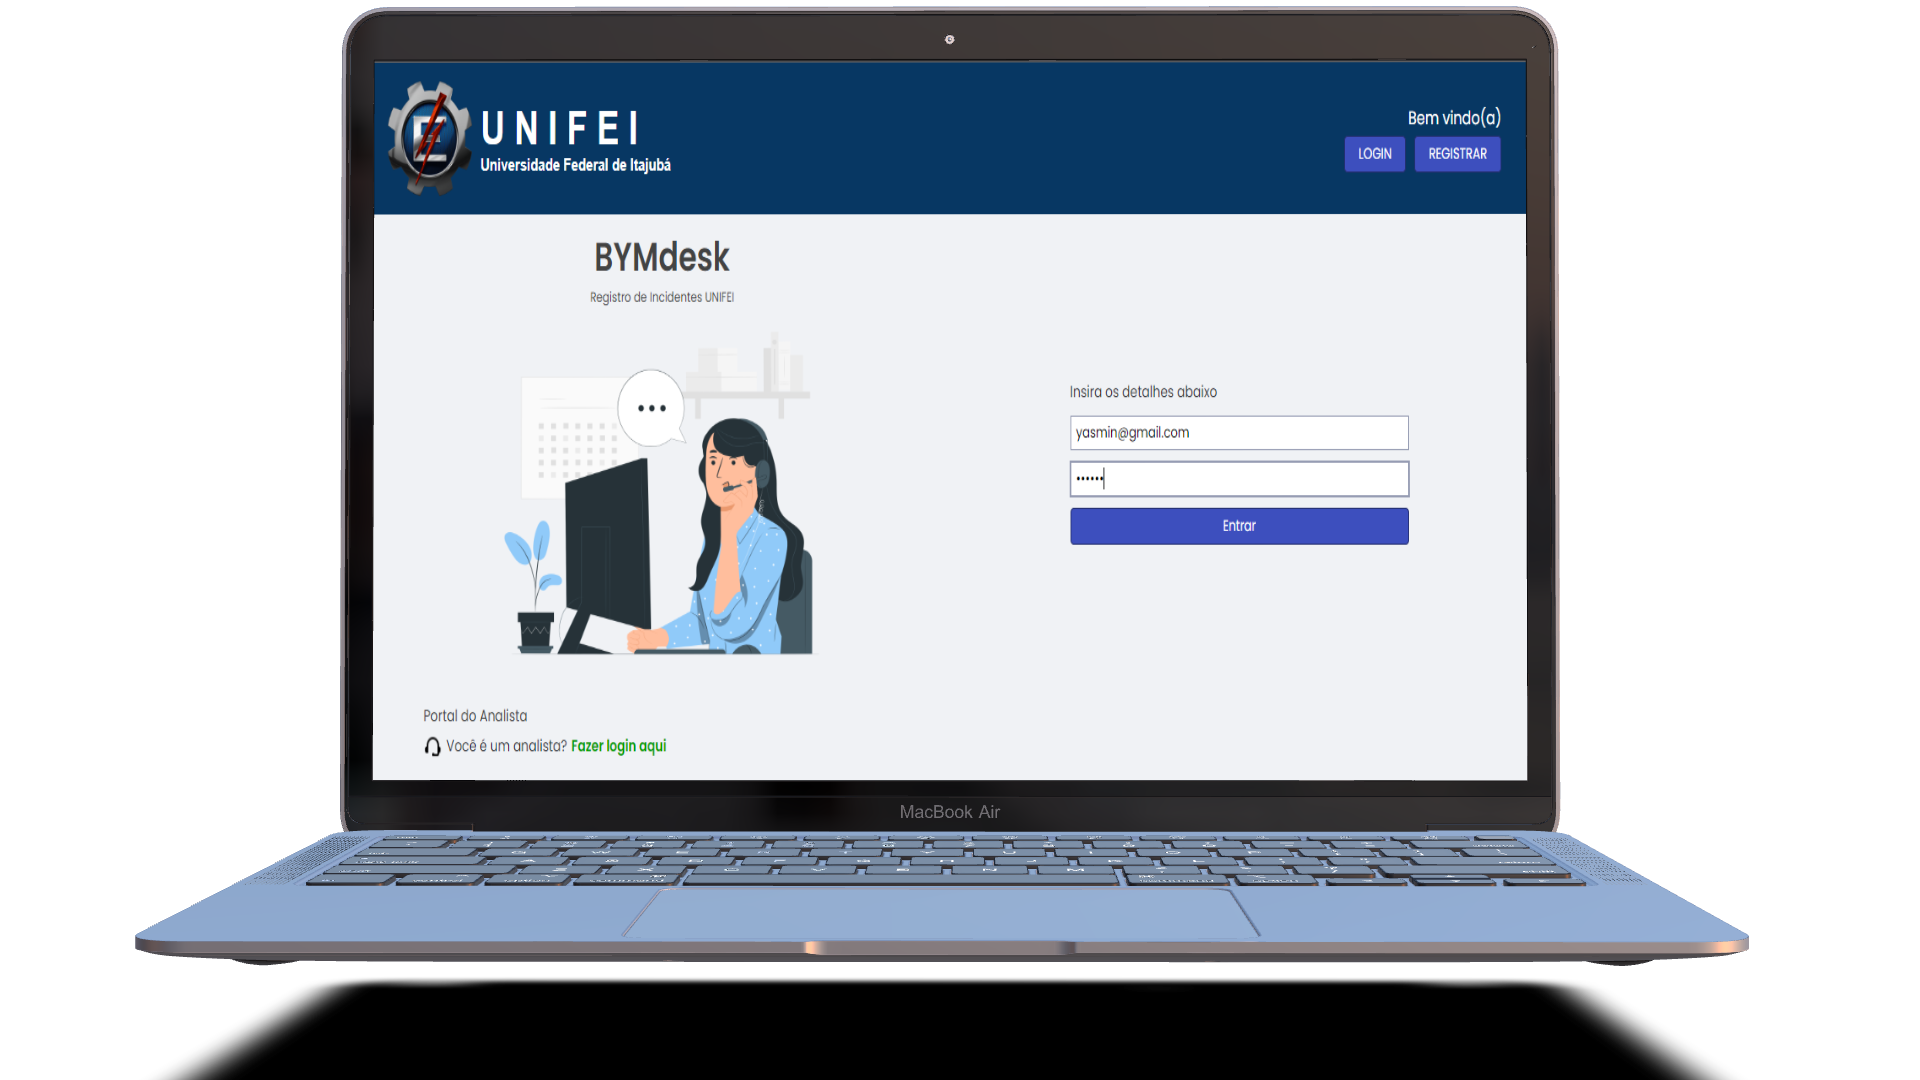 UNIFEI
Universidade Federal de Itajubá
Bem vindo(a)
LOGIN
REGISTRAR
BYMdesk
Registro de Incidentes UNIFEI
Insira os detalhes abaixo
yasmin@gmail.com
••••••
Entrar
Portal do Analista
Você é um analista? Fazer login aqui
MacBook Air